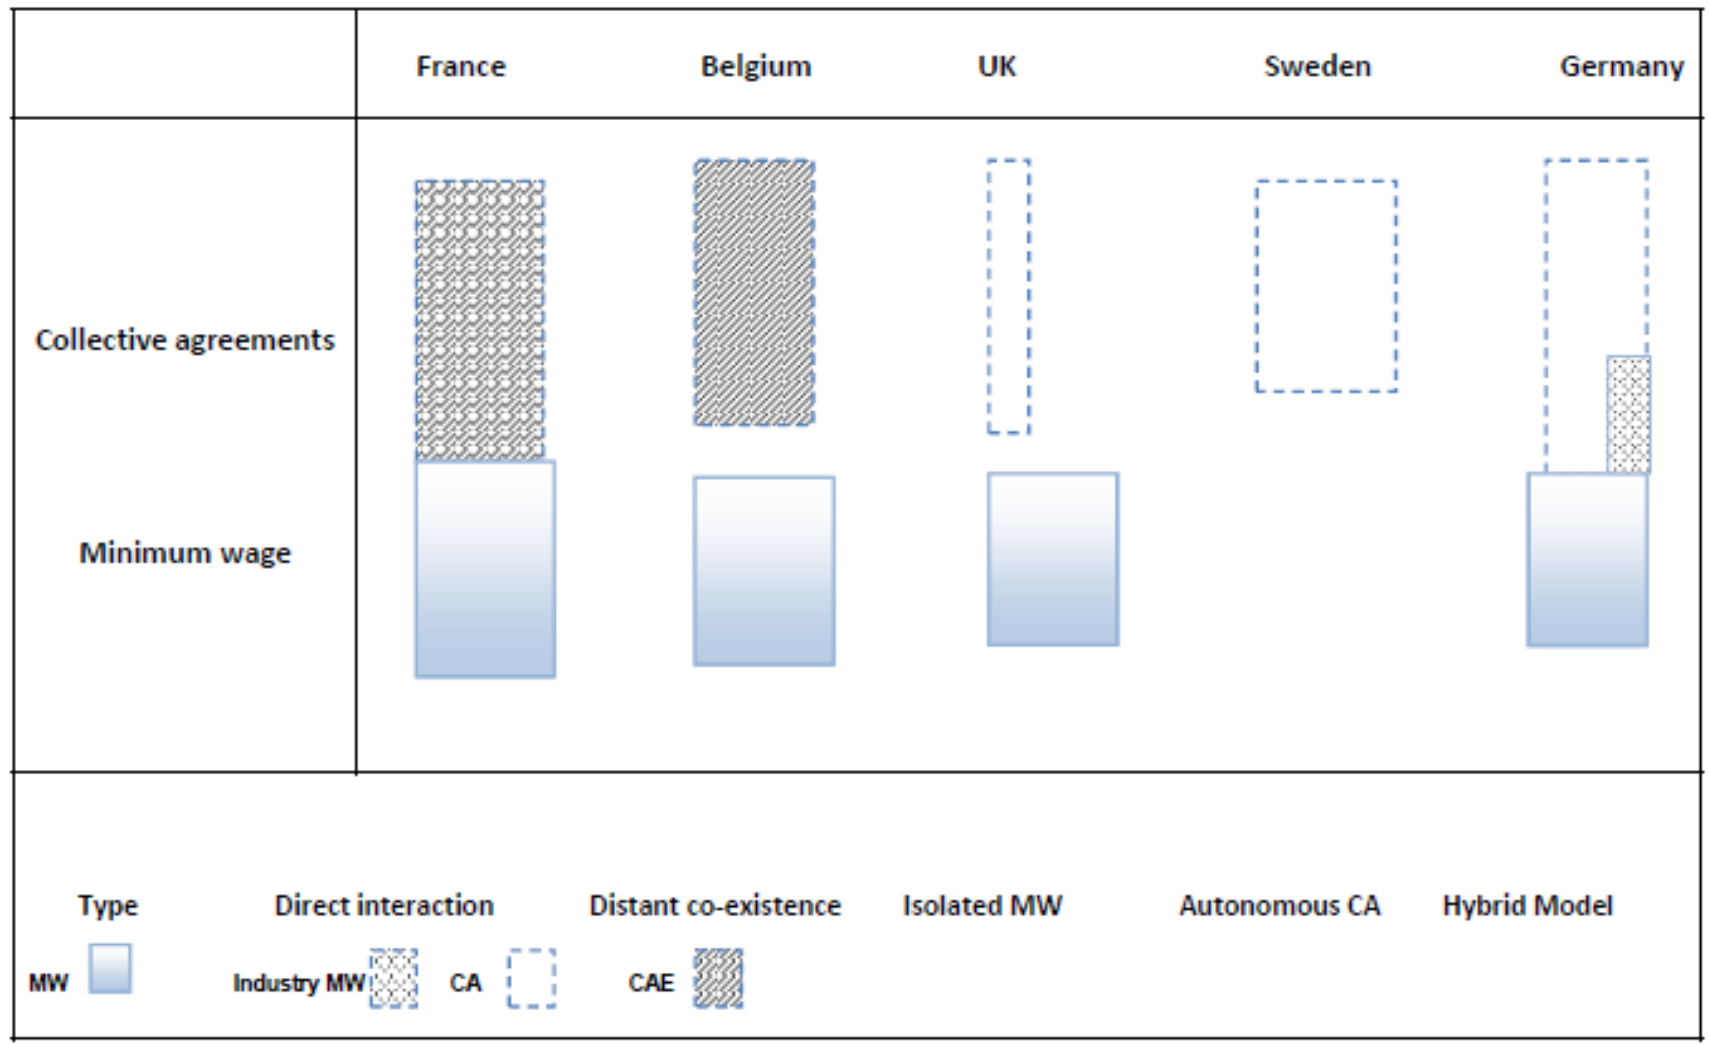 France Belgium UK Sweden Germany
Collective agreements
Minimum wage
Type Direct interaction Distant co-existence Isolated MW Autonomous CA Hybrid Model
MW Industry MW CA CAE